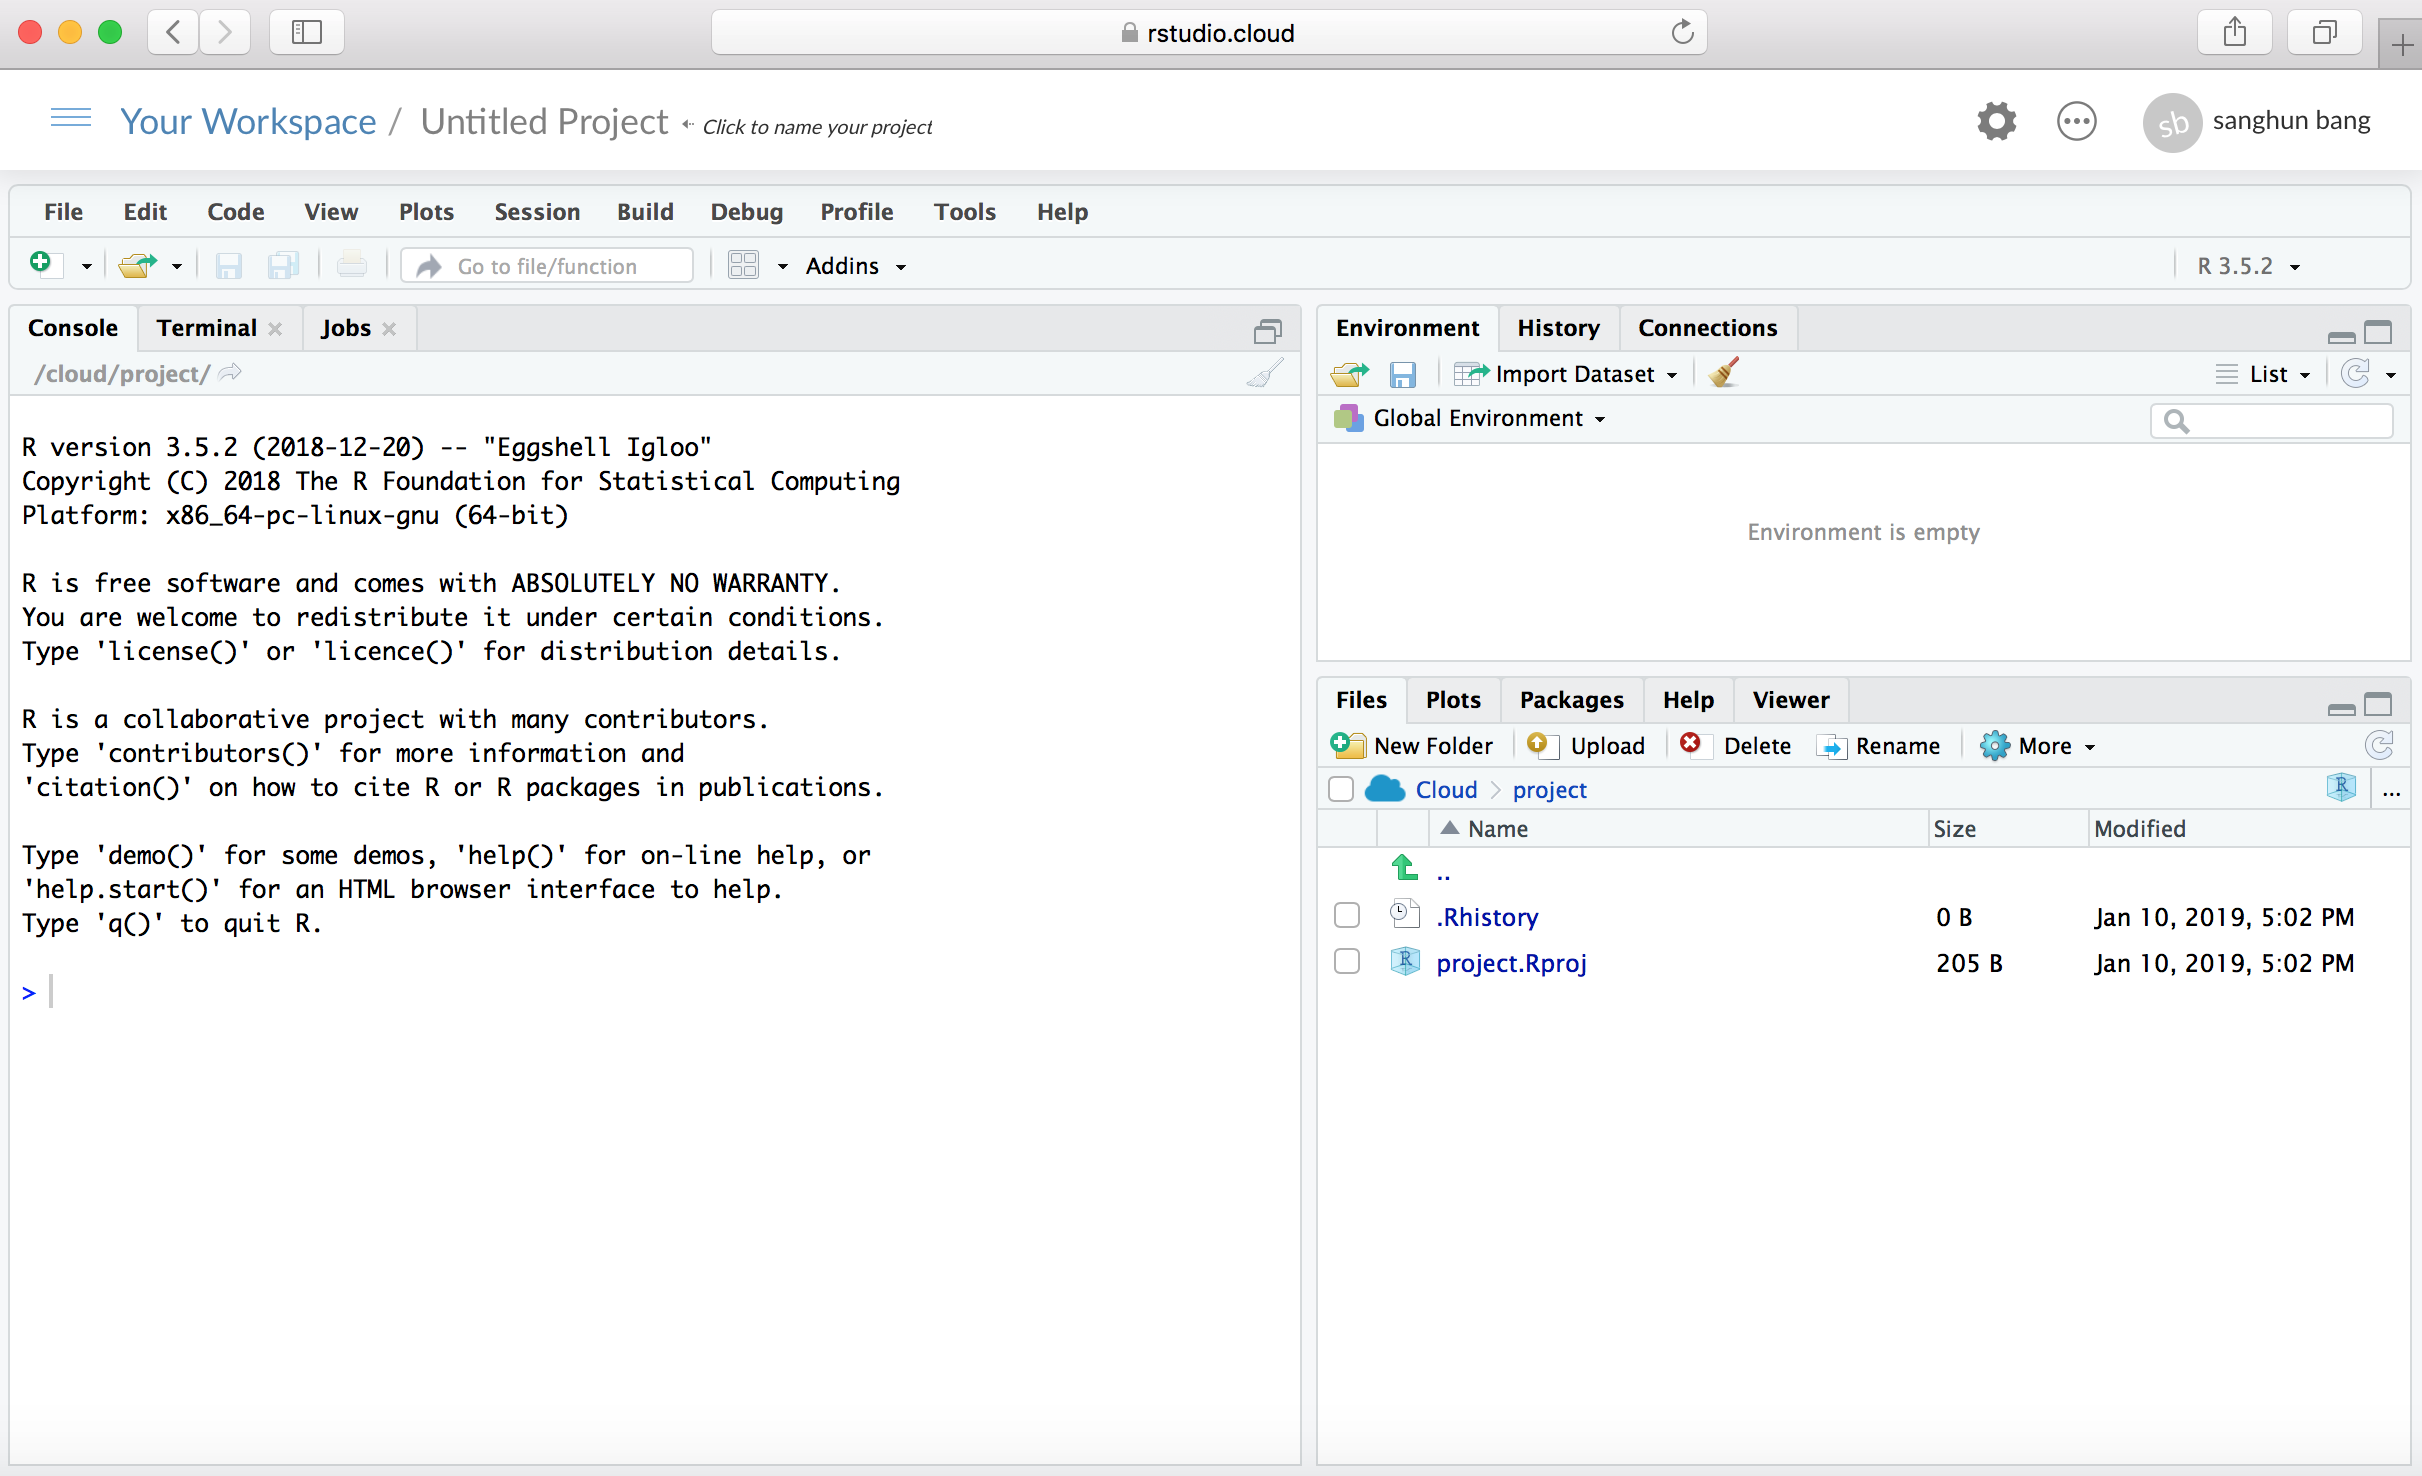 rstudio.cloud
Your Workspace / Untitled Project Click to name your project
sb sanghun bang
File Edit Code View Plots Session Build Debug Profile Tools Help
Go to file/function Addins R 3.5.2
Console Terminal Jobs
/cloud/project/
R version 3.5.2 (2018-12-20) -- "Eggshell Igloo"
Copyright (C) 2018 The R Foundation for Statistical Computing
Platform: x86_64-pc-linux-gnu (64-bit)
R is free software and comes with ABSOLUTELY NO WARRANTY.
You are welcome to redistribute it under certain conditions.
Type 'license()' or 'licence()' for distribution details.
R is a collaborative project with many contributors.
Type 'contributors()' for more information and
'citation()' on how to cite R or R packages in publications.
Type 'demo()' for some demos, 'help()' for on-line help, or
'help.start()' for an HTML browser interface to help.
Type 'q()' to quit R.
>
Environment History Connections
Import Dataset List
Global Environment
Environment is empty
Files Plots Packages Help Viewer
New Folder Upload Delete Rename More
Cloud project R ...
Name Size Modified
..
.Rhistory 0 B Jan 10, 2019, 5:02 PM
R project.Rproj 205 B Jan 10, 2019, 5:02 PM